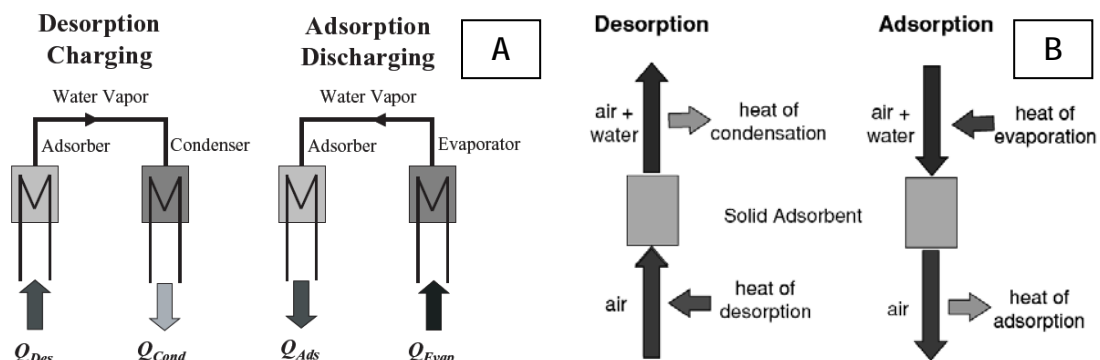 Desorption
Charging
Adsorption
Discharging
A
Water Vapor
Water Vapor
Adsorber
Condenser
Adsorber
Evaporator
Q_Des
Q_Cond
Q_Ads
Q_Evap
Desorption
Adsorption
B
air +
water
heat of
condensation
air +
water
heat of
evaporation
Solid Adsorbent
air
heat of
desorption
air
heat of
adsorption